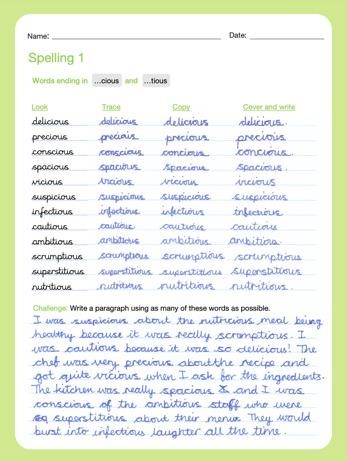 Name: Date:
Spelling 1
Words ending in ...cious and ...tious
Look Trace Copy Cover and write
delicious delicious delicious delicious.
precious precious precious precious
conscious conscious concious concious.
spacious spacious spacious spacious.
vicious vicious vicious vicious
suspicious suspicious suspicious suspicious
infectious infectious infectious infectious
cautious cautious cautious cautious
ambitious ambitious ambitious ambitious.
scrumptious scrumptious scrumptious scrumptious
superstitious superstitious superstitious superstitious
nutritious nutritious nutritious nutritious.
Challenge: Write a paragraph using as many of these words as possible.
I was suspicious about the nutricious meal being
healthy because it was really scrumptious. I
was cautious because it was so delicious! The
chef was very precious about the recipe and
got quite vicious when I ask for the ingredients.
The kitchen was really spacious and I was
conscious of the ambitious staff who were
superstitious about their menu. They would
burst into infectious laughter all the time.